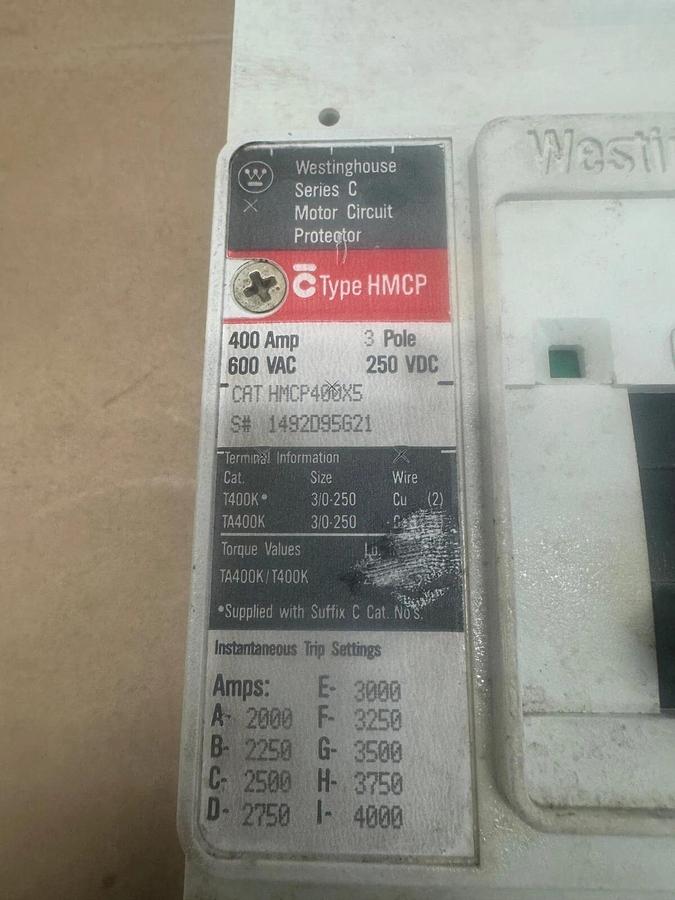 Westinghouse
Series C
Motor Circuit
Protector
C Type HMCP
400 Amp 3 Pole
600 VAC 250 VDC
CAT HMCP400X5
S# 1492D95G21
Terminal Information
Cat. Size Wire
T400K* 3/0-250 Cu (2)
TA400K 3/0-250
Torque Values
TA400K/T400K
*Supplied with Suffix C Cat. No's.
Instantaneous Trip Settings
Amps: E- 3000
A- 2000 F- 3250
B- 2250 G- 3500
C- 2500 H- 3750
D- 2750 I- 4000
Westi